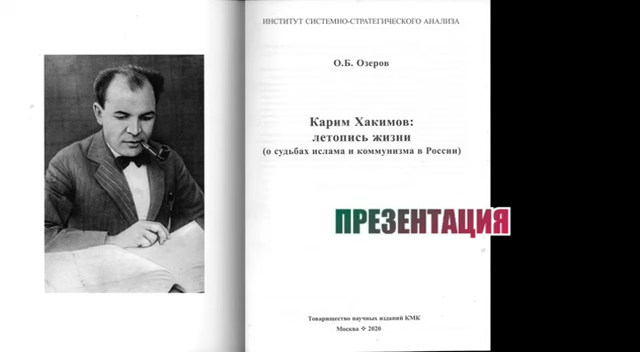 ИНСТИТУТ СИСТЕМНО-СТРАТЕГИЧЕСКОГО АНАЛИЗА
О.Б. Озеров
Карим Хакимов:
летопись жизни
(о судьбах ислама и коммунизма в России)
ПРЕЗЕНТАЦИЯ
Товарищество научных изданий КМК
Москва ❖ 2020